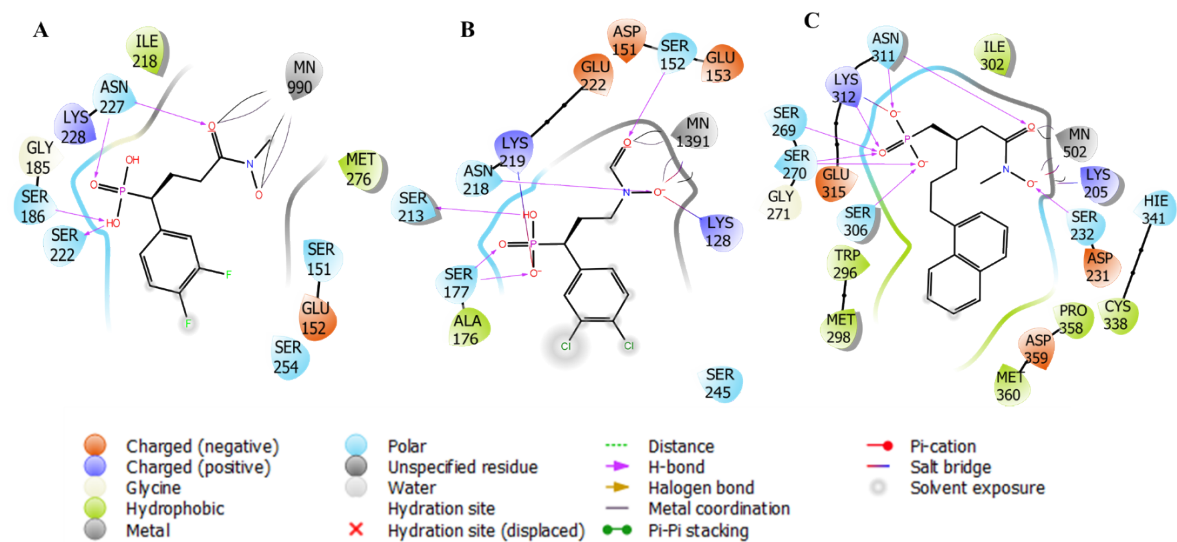 A
ILE
218
ASN
227
MN
990
LYS
228
GLY
185
SER
186
SER
222
MET
276
SER
151
GLU
152
SER
254
OH
O
P
HO
O
N
O
F
F
B
ASP
151
SER
152
GLU
153
GLU
222
MN
1391
LYS
219
ASN
218
SER
213
LYS
128
SER
177
ALA
176
SER
245
O
N
O-
HO
O
P
O-
Cl
Cl
C
ASN
311
ILE
302
LYS
312
SER
269
SER
270
GLY
271
GLU
315
SER
306
MN
502
LYS
205
SER
232
ASP
231
HIE
341
TRP
296
MET
298
PRO
358
CYS
338
ASP
359
MET
360
O-
P
O
O-
O
N
O-
Charged (negative)
Charged (positive)
Glycine
Hydrophobic
Metal
Polar
Unspecified residue
Water
Hydration site
Hydration site (displaced)
Distance
H-bond
Halogen bond
Metal coordination
Pi-Pi stacking
Pi-cation
Salt bridge
Solvent exposure